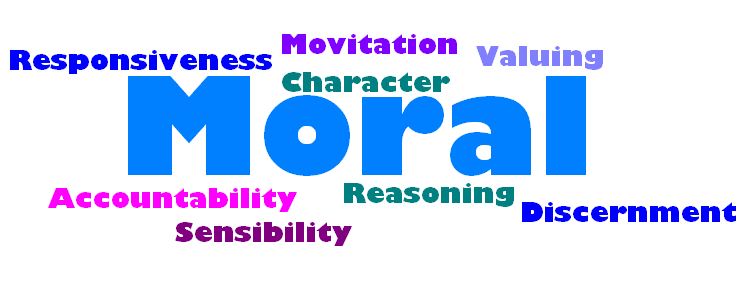 Movitation
Responsiveness
Valuing
Character
Moral
Accountability
Reasoning
Discernment
Sensibility